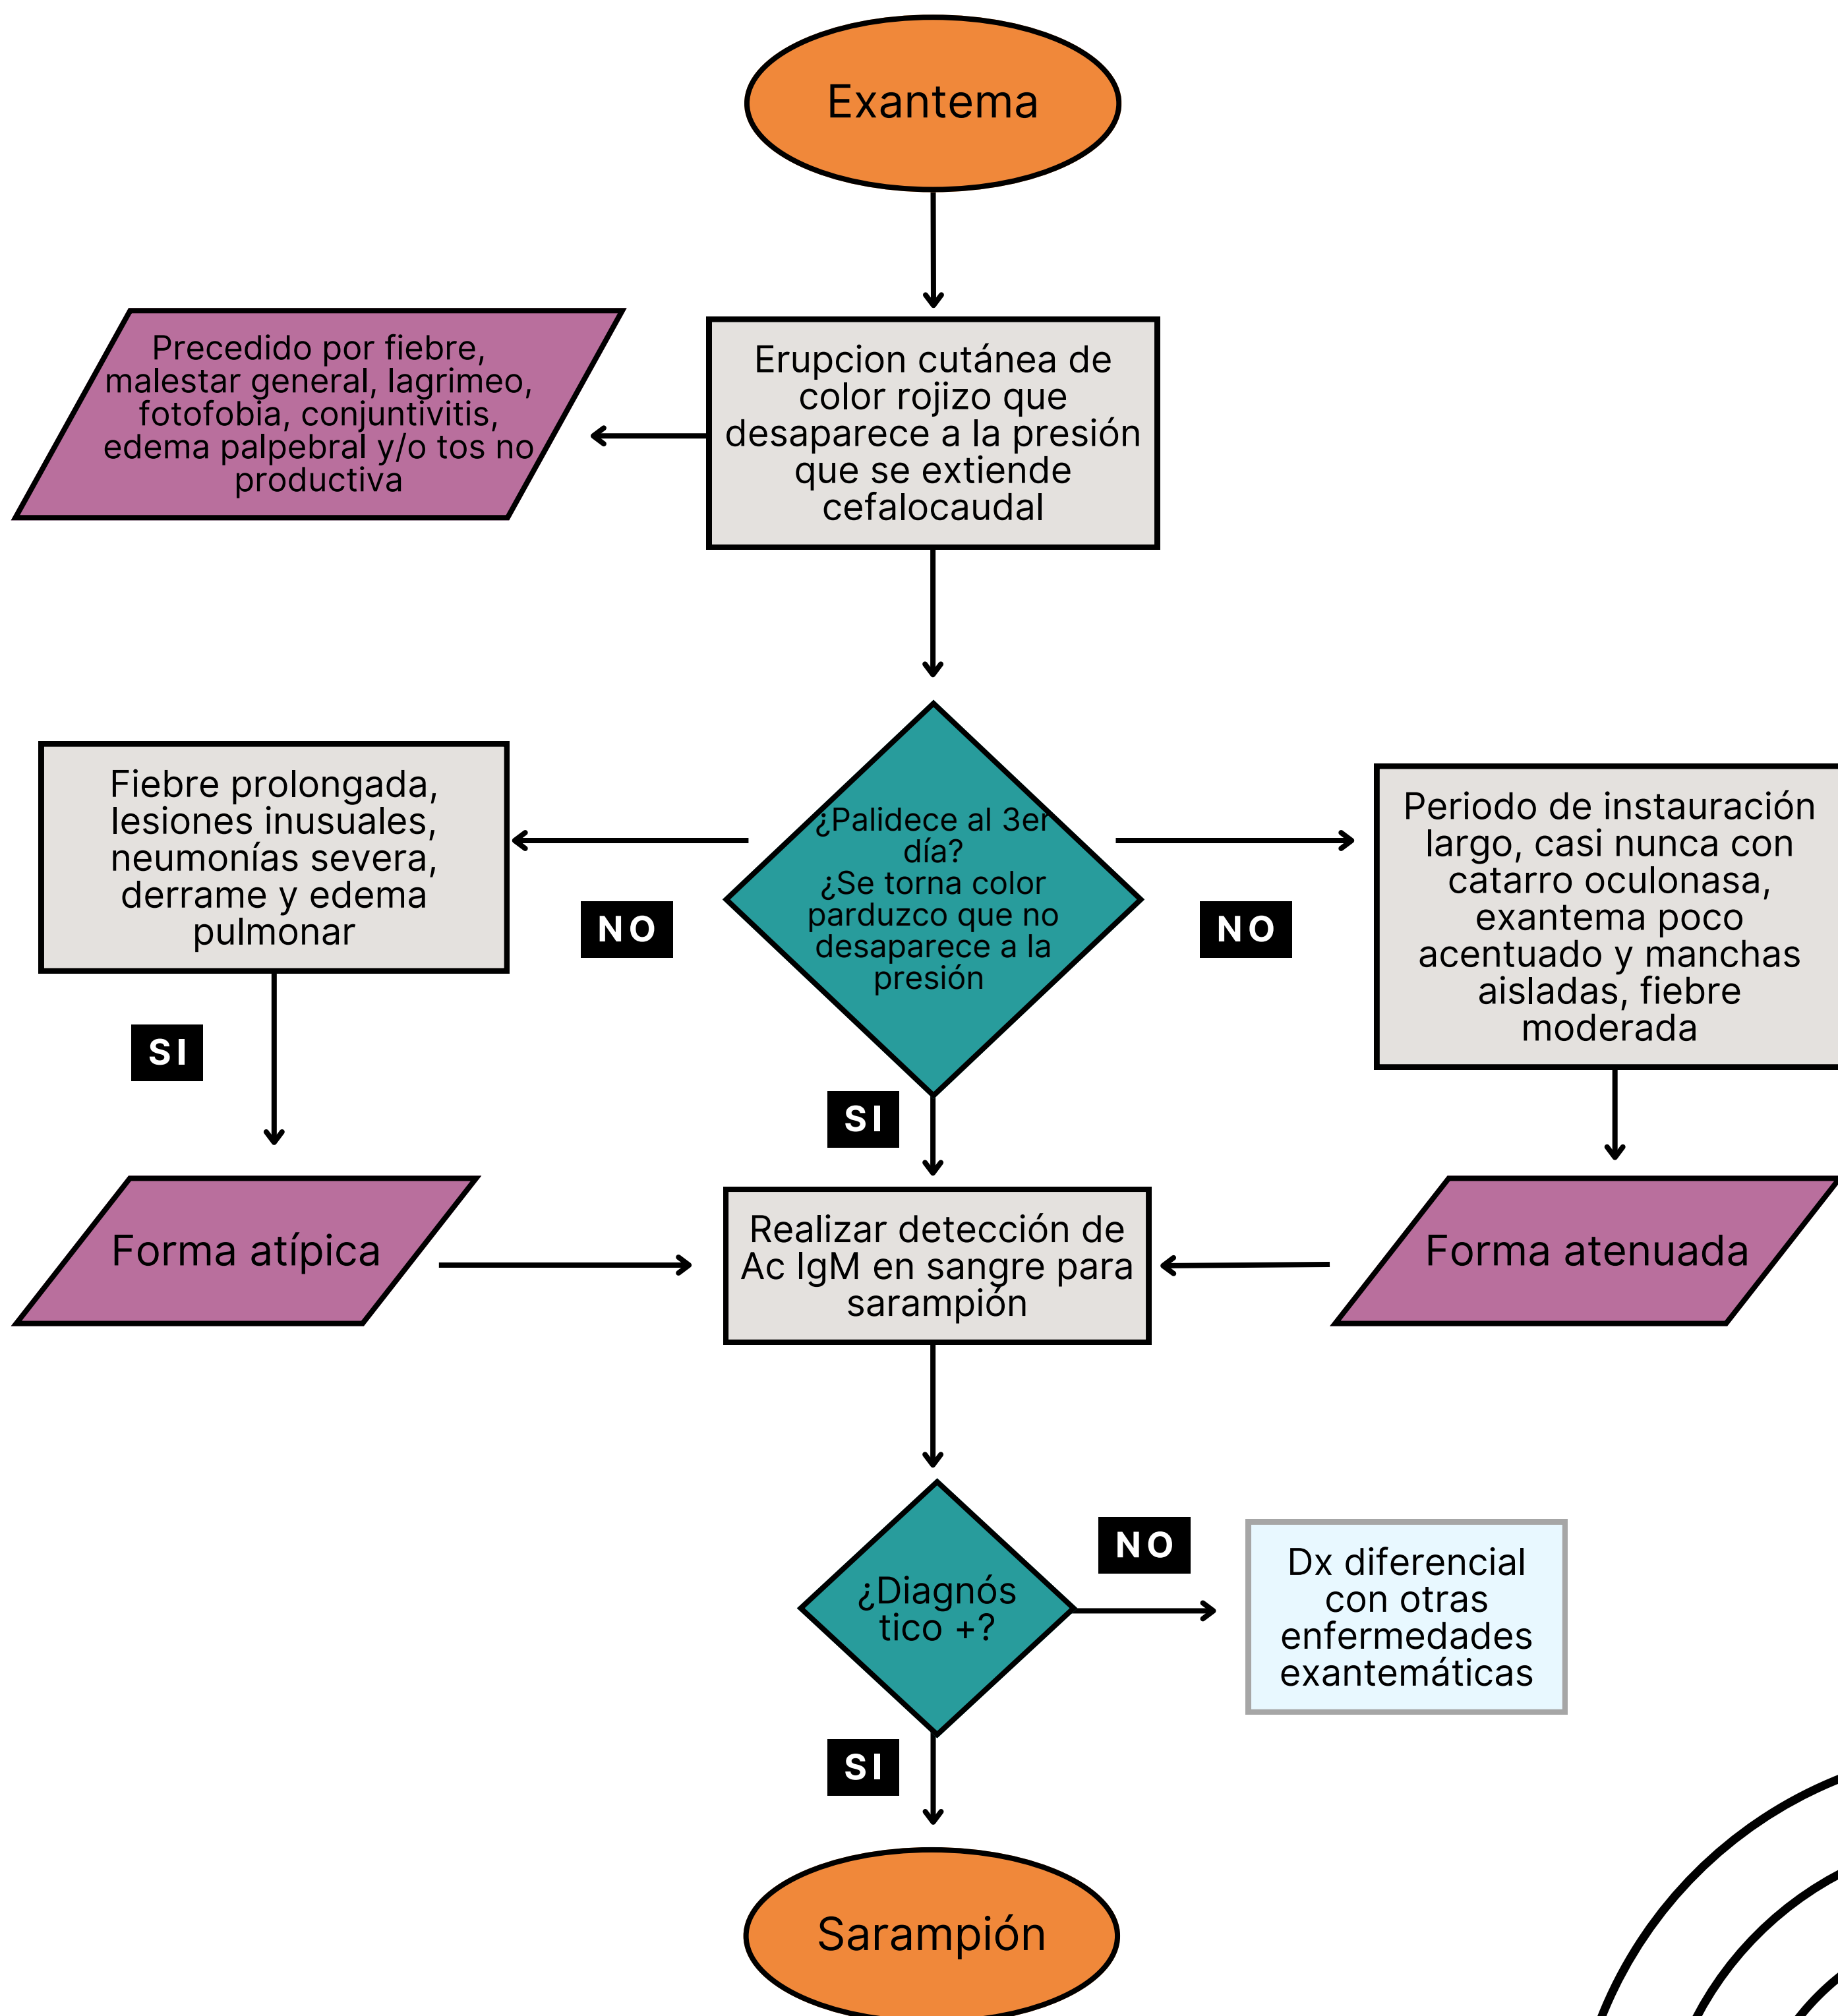 Exantema
Precedido por fiebre,
malestar general, lagrimeo,
fotofobia, conjuntivitis,
edema palpebral y/o tos no
productiva
Erupcion cutánea de
color rojizo que
desaparece a la presión
que se extiende
cefalocaudal
Fiebre prolongada,
lesiones inusuales,
neumonías severa,
derrame y edema
pulmonar
NO
¿Palidece al 3er
día?
¿Se torna color
parduzco que no
desaparece a la
presión
NO
Periodo de instauración
largo, casi nunca con
catarro oculonasa,
exantema poco
acentuado y manchas
aisladas, fiebre
moderada
SI
SI
Forma atípica
Realizar detección de
Ac IgM en sangre para
sarampión
Forma atenuada
¿Diagnós
tico +?
NO
Dx diferencial
con otras
enfermedades
exantemáticas
SI
Sarampión